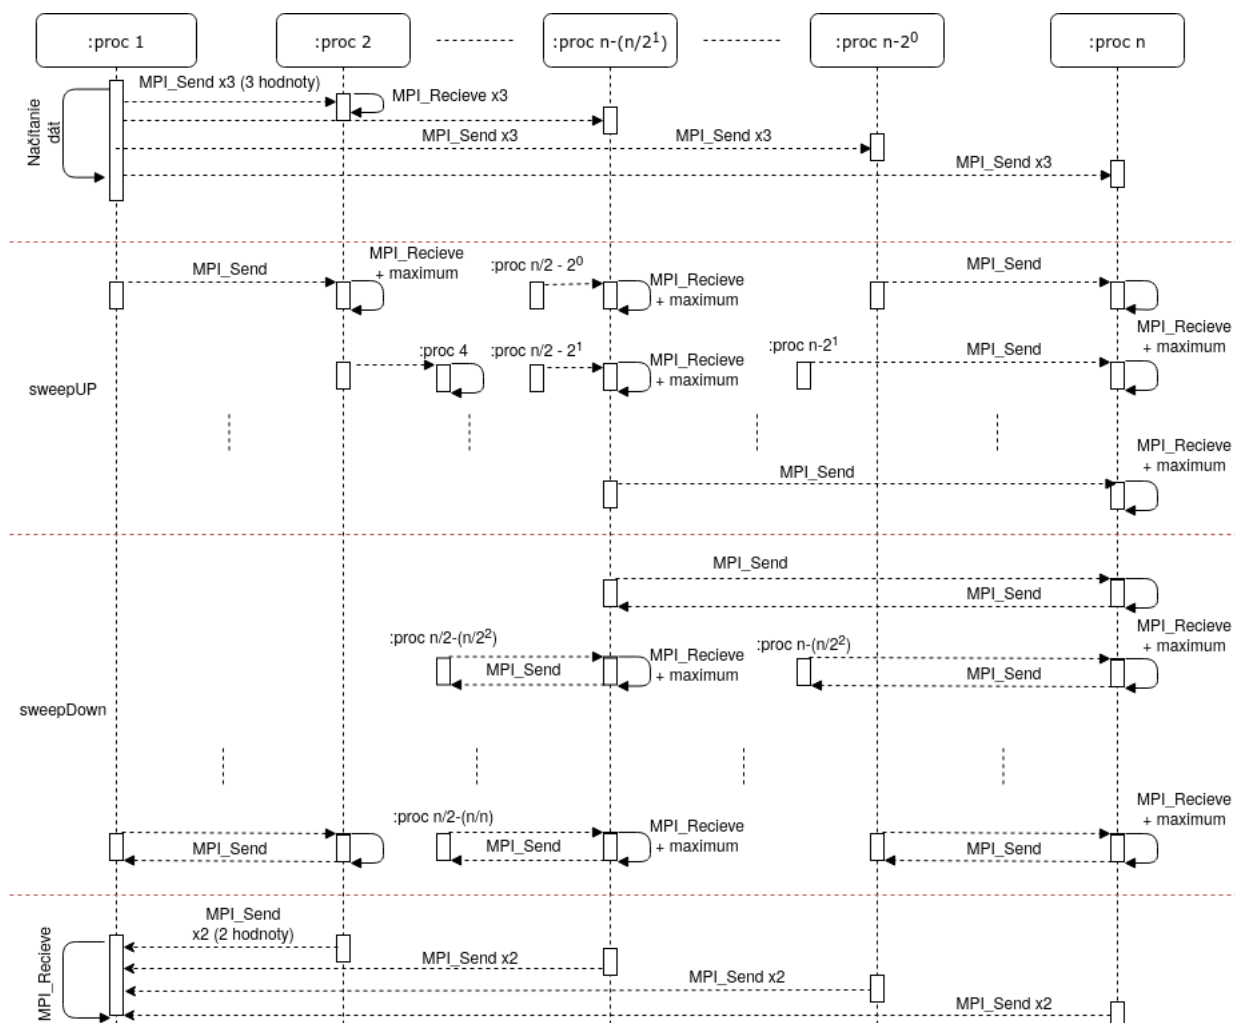 :proc 1
:proc 2
:proc n-(n/2¹)
:proc n-2⁰
:proc n
Načítanie
dát
MPI_Send x3 (3 hodnoty)
MPI_Recieve x3
MPI_Send x3
MPI_Send x3
MPI_Send x3
MPI_Send
MPI_Recieve
+ maximum
:proc n/2 - 2⁰
MPI_Recieve
+ maximum
MPI_Send
MPI_Recieve
+ maximum
:proc 4
:proc n/2 - 2¹
MPI_Recieve
+ maximum
:proc n-2¹
MPI_Send
sweepUP
MPI_Recieve
+ maximum
MPI_Send
MPI_Send
MPI_Send
MPI_Recieve
+ maximum
:proc n/2-(n/2²)
MPI_Send
MPI_Recieve
+ maximum
:proc n-(n/2²)
MPI_Send
sweepDown
MPI_Recieve
+ maximum
MPI_Send
:proc n/2-(n/n)
MPI_Send
MPI_Recieve
+ maximum
MPI_Send
MPI_Recieve
MPI_Send
x2 (2 hodnoty)
MPI_Send x2
MPI_Send x2
MPI_Send x2